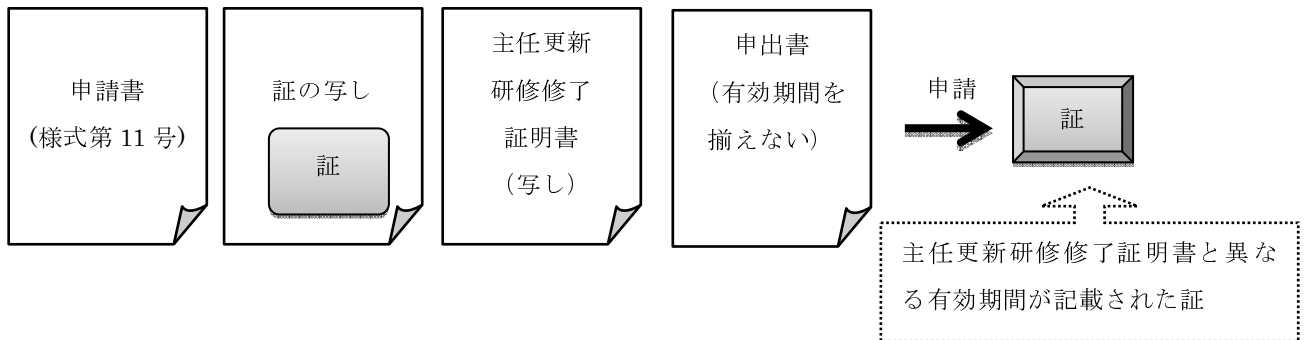 申請書
(様式第 11 号)
証の写し
証
主任更新
研修修了
証明書
（写し）
申出書
（有効期間を
揃えない）
申請
証
主任更新研修修了証明書と異な
る有効期間が記載された証